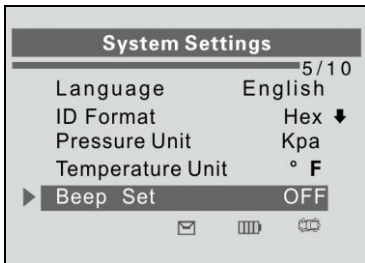 System Settings
5/10
Language English
ID Format Hex
Pressure Unit Kpa
Temperature Unit ° F
Beep Set OFF